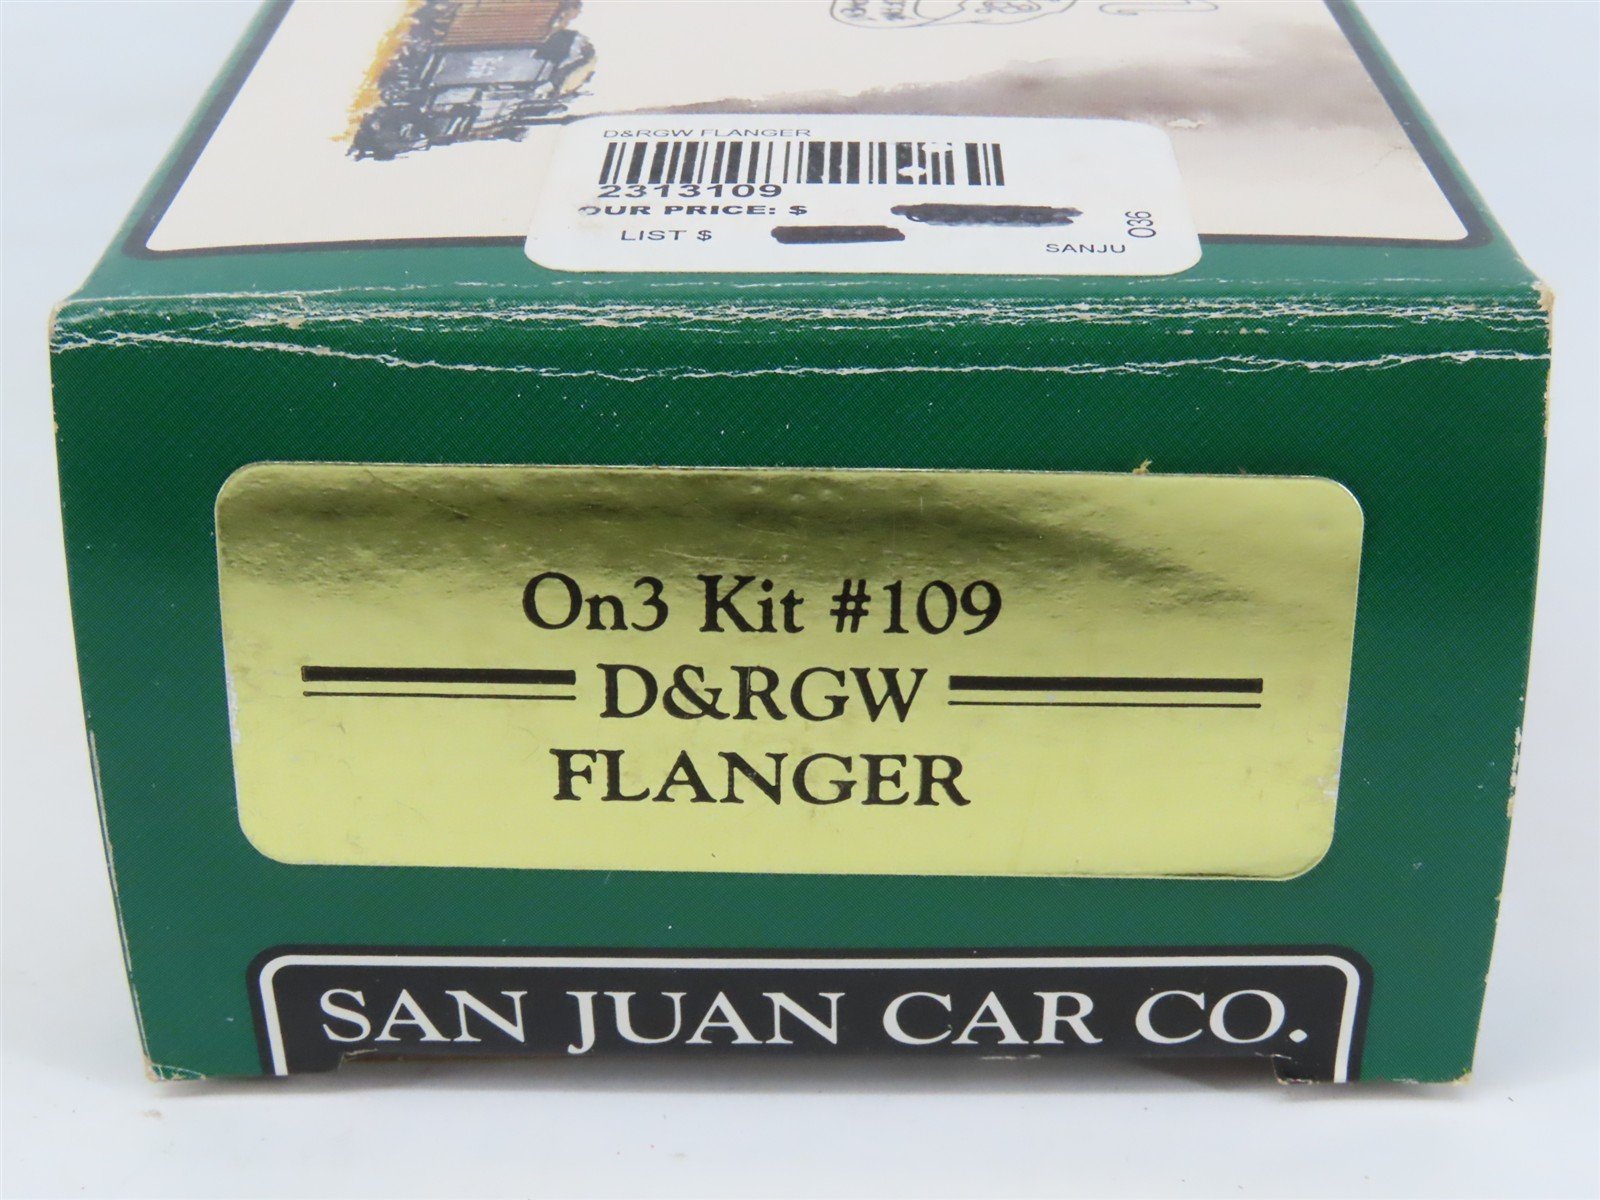 D&RGW FLANGER
2313109
OUR PRICE: $
LIST $
SANJU
036
On3 Kit #109
D&RGW
FLANGER
SAN JUAN CAR CO.